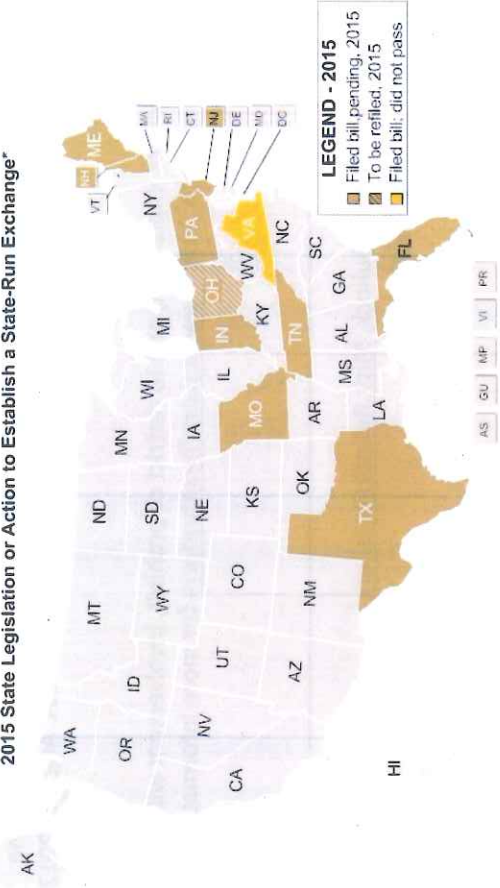 2015 State Legislation or Action to Establish a State-Run Exchange*
AK
WA
MT
ND
MN
WI
MI
NY
VT
NH
ME
OR
ID
WY
SD
IA
IL
IN
OH
PA
MA
RI
CT
NJ
DE
MD
DC
NV
UT
CO
NE
KS
MO
KY
WV
VA
CA
AZ
NM
OK
AR
TN
NC
SC
HI
TX
LA
MS
AL
GA
FL
AS
GU
MP
VI
PR
LEGEND - 2015
Filed bill,pending, 2015
To be refiled, 2015
Filed bill; did not pass